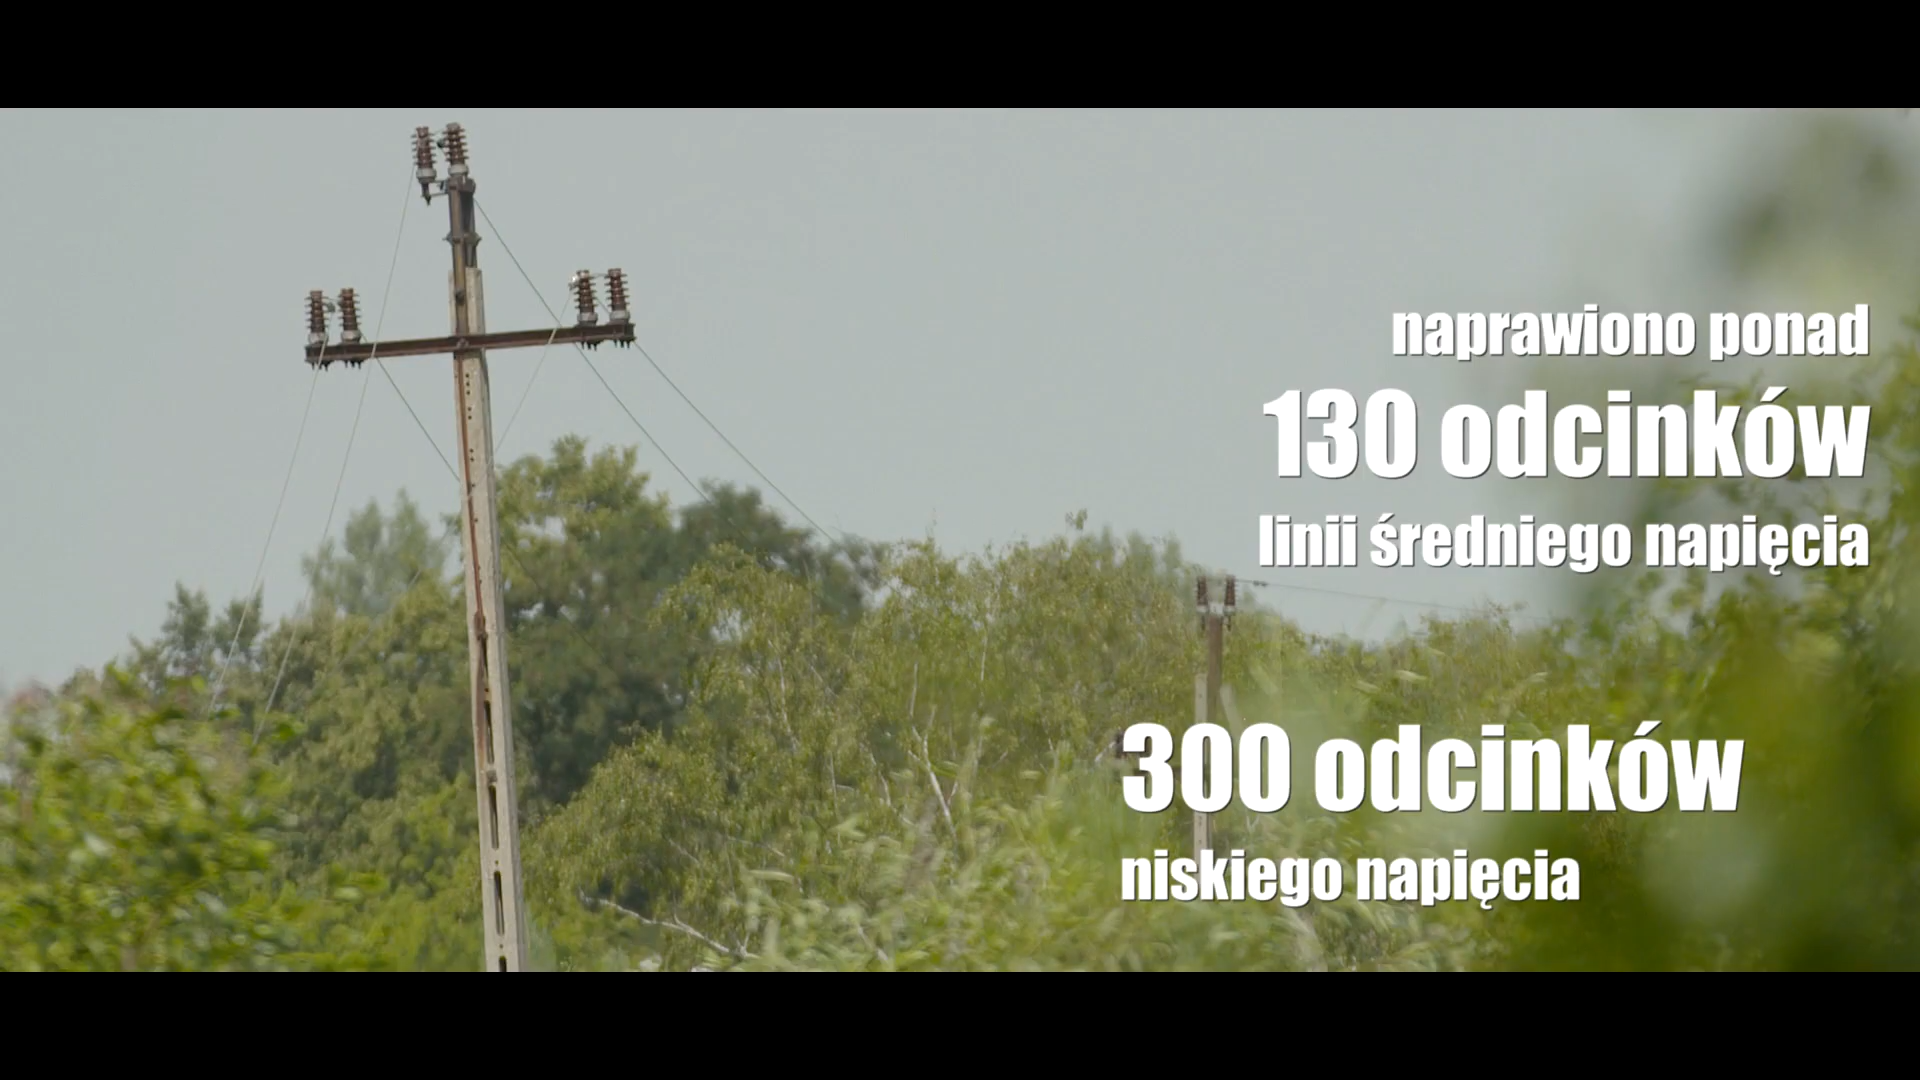 naprawiono ponad
130 odcinków
linii średniego napięcia
300 odcinków
niskiego napięcia